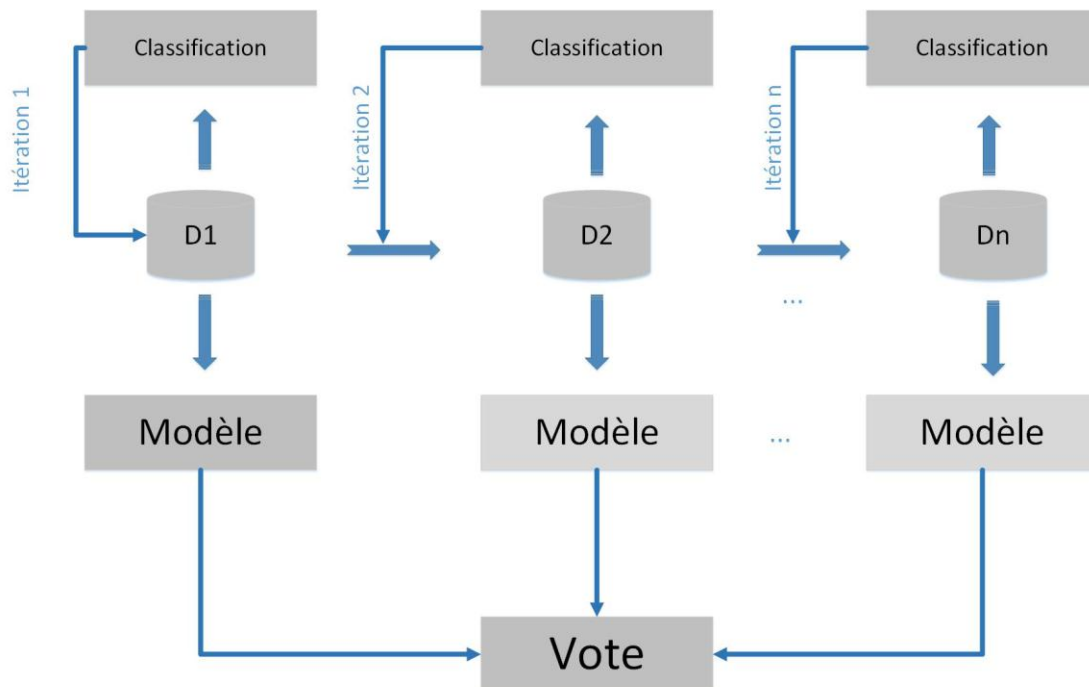 Classification
Classification
Classification
Itération 1
Itération 2
Itération n
D1
D2
Dn
...
Modèle
Modèle
...
Modèle
Vote